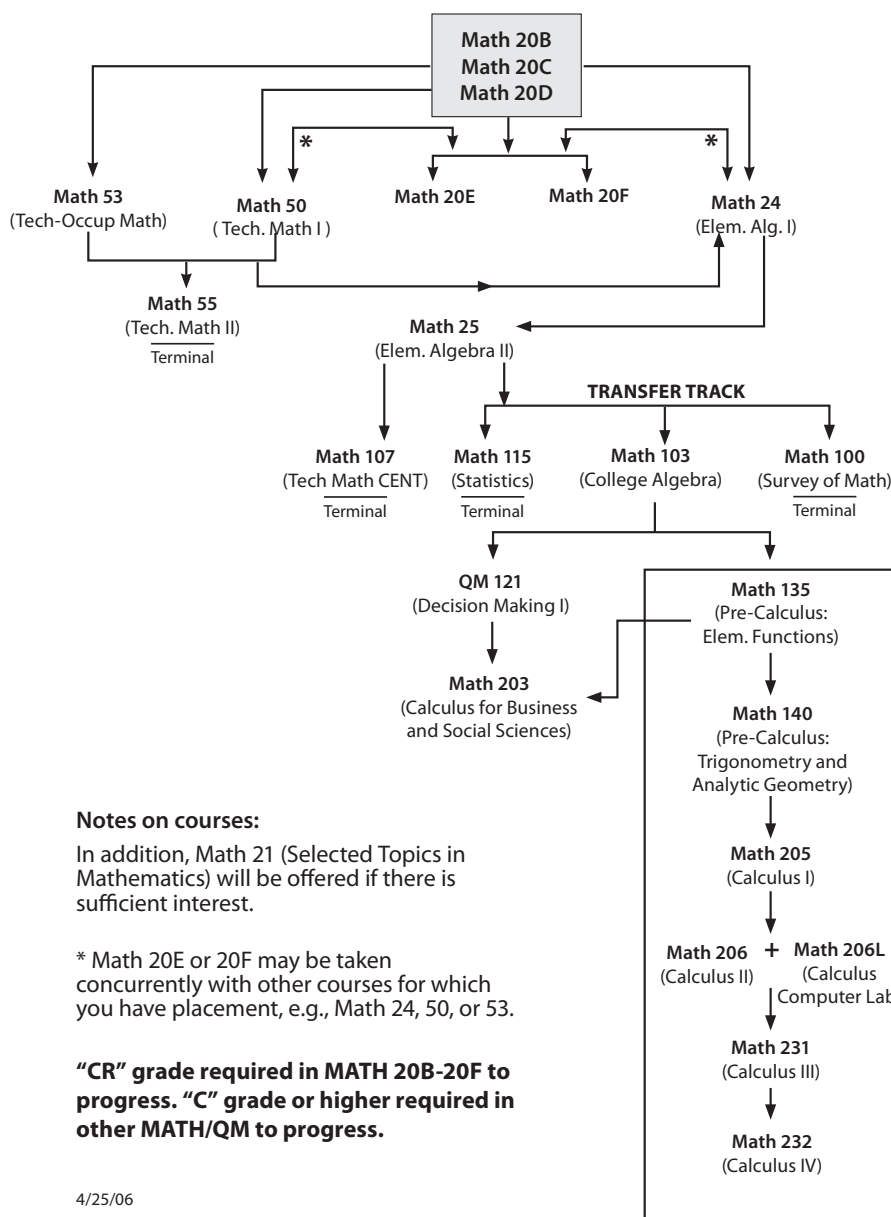 Math 20B
Math 20C
Math 20D
*
*
Math 53
(Tech-Occup Math)
Math 50
( Tech. Math I )
Math 20E
Math 20F
Math 24
(Elem. Alg. I)
Math 55
(Tech. Math II)
Terminal
Math 25
(Elem. Algebra II)
TRANSFER TRACK
Math 107
(Tech Math CENT)
Terminal
Math 115
(Statistics)
Terminal
Math 103
(College Algebra)
Math 100
(Survey of Math)
Terminal
QM 121
(Decision Making I)
Math 135
(Pre-Calculus:
Elem. Functions)
Math 203
(Calculus for Business
and Social Sciences)
Math 140
(Pre-Calculus:
Trigonometry and
Analytic Geometry)
Math 205
(Calculus I)
Math 206
(Calculus II)
+
Math 206L
(Calculus
Computer Lab
Math 231
(Calculus III)
Math 232
(Calculus IV)
Notes on courses:
In addition, Math 21 (Selected Topics in
Mathematics) will be offered if there is
sufficient interest.
* Math 20E or 20F may be taken
concurrently with other courses for which
you have placement, e.g., Math 24, 50, or 53.
“CR” grade required in MATH 20B-20F to
progress. “C” grade or higher required in
other MATH/QM to progress.
4/25/06